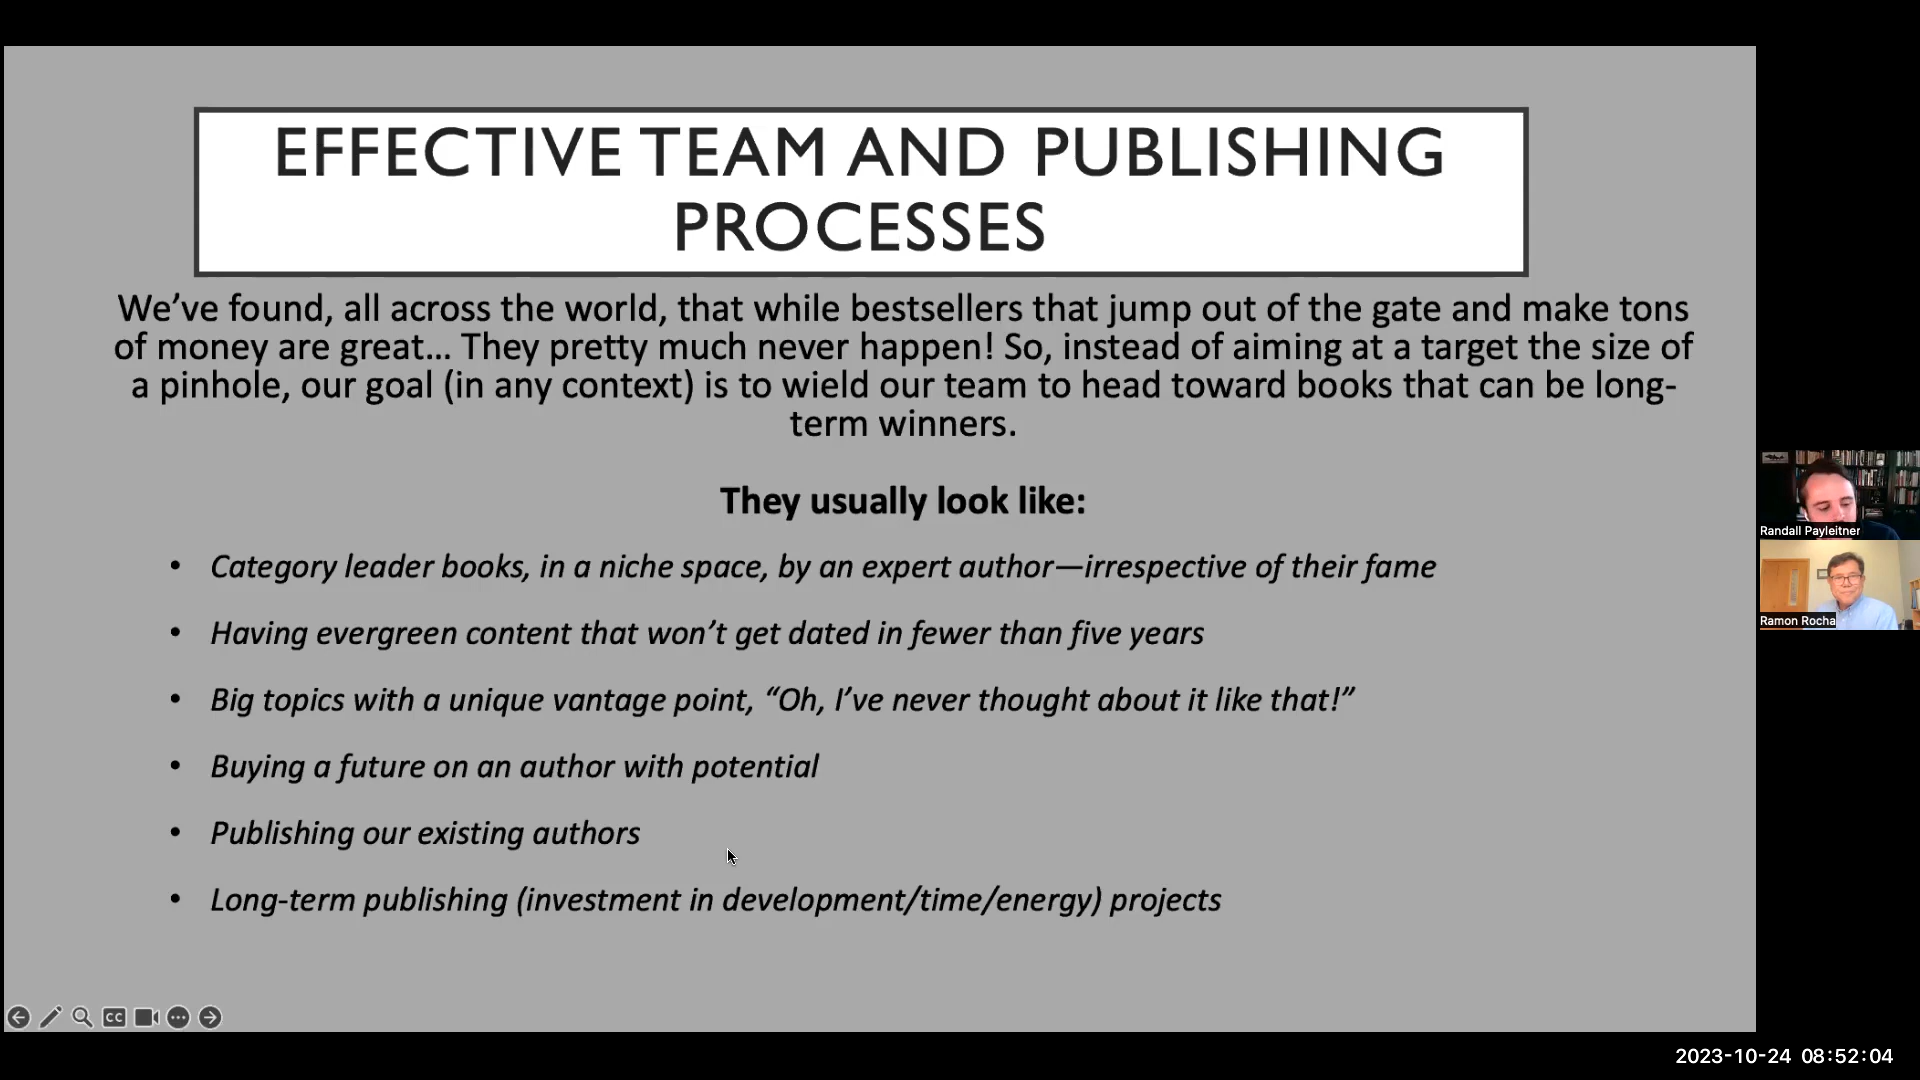 EFFECTIVE TEAM AND PUBLISHING
PROCESSES
We’ve found, all across the world, that while bestsellers that jump out of the gate and make tons
of money are great... They pretty much never happen! So, instead of aiming at a target the size of
a pinhole, our goal (in any context) is to wield our team to head toward books that can be long-
term winners.
They usually look like:
• Category leader books, in a niche space, by an expert author—irrespective of their fame
• Having evergreen content that won’t get dated in fewer than five years
• Big topics with a unique vantage point, “Oh, I’ve never thought about it like that!”
• Buying a future on an author with potential
• Publishing our existing authors
• Long-term publishing (investment in development/time/energy) projects
Randall Payleitner
Ramon Rocha
CC
2023-10-24 08:52:04